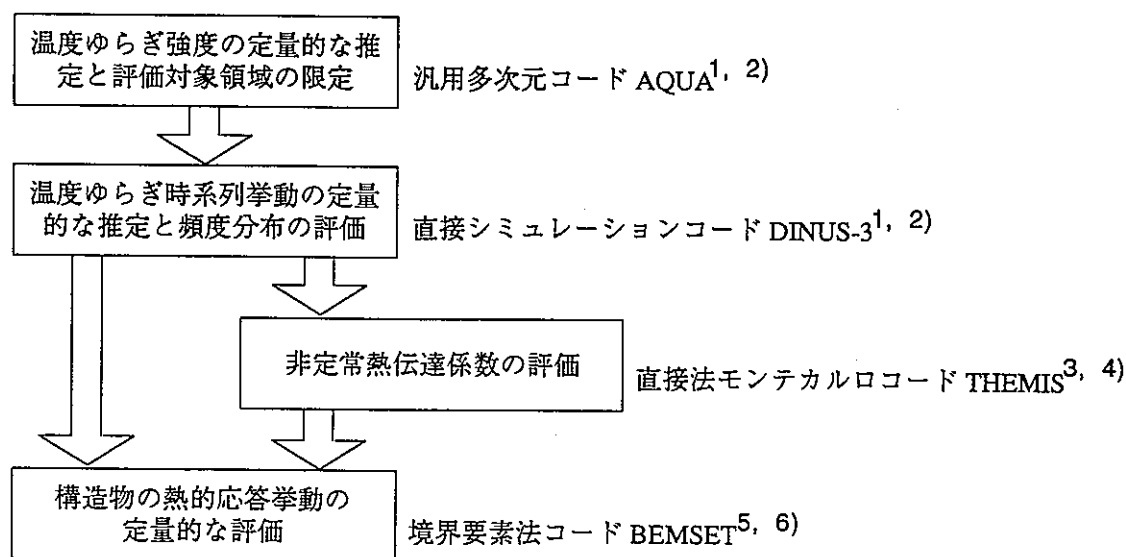 温度ゆらぎ強度の定量的な推
定と評価対象領域の限定
汎用多次元コード AQUA1, 2)
温度ゆらぎ時系列挙動の定量
的な推定と頻度分布の評価
直接シミュレーションコード DINUS-31, 2)
非定常熱伝達係数の評価
直接法モンテカルロコード THEMIS3, 4)
構造物の熱的応答挙動の
定量的な評価
境界要素法コード BEMSET5, 6)